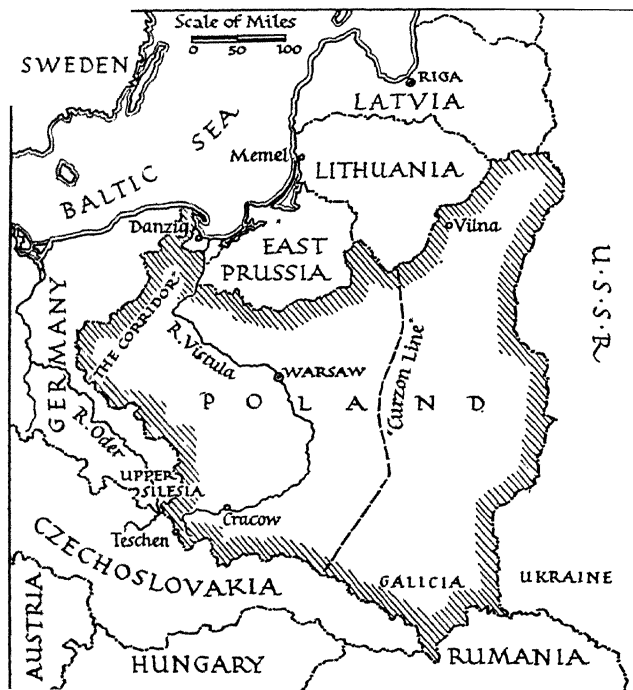 Scale of Miles
0 50 100
SWEDEN
RIGA
LATVIA
BALTIC SEA
Memel
LITHUANIA
Danzig
EAST
PRUSSIA
Vilna
U.S.S.R
GERMANY
THE CORRIDOR
R. Vistula
WARSAW
"Curzon Line"
POLAND
R. Oder
UPPER
SILESIA
Cracow
Teschen
CZECHOSLOVAKIA
GALICIA
UKRAINE
AUSTRIA
HUNGARY
RUMANIA